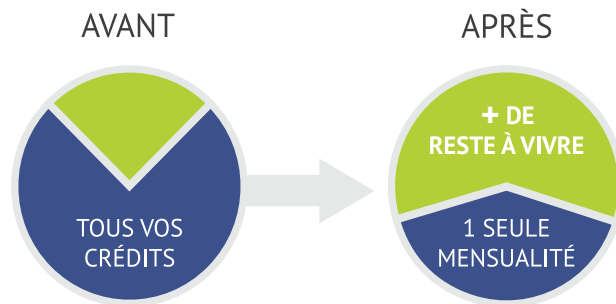 AVANT
APRÈS
TOUS VOS
CRÉDITS
+ DE
RESTE À VIVRE
1 SEULE
MENSUALITÉ